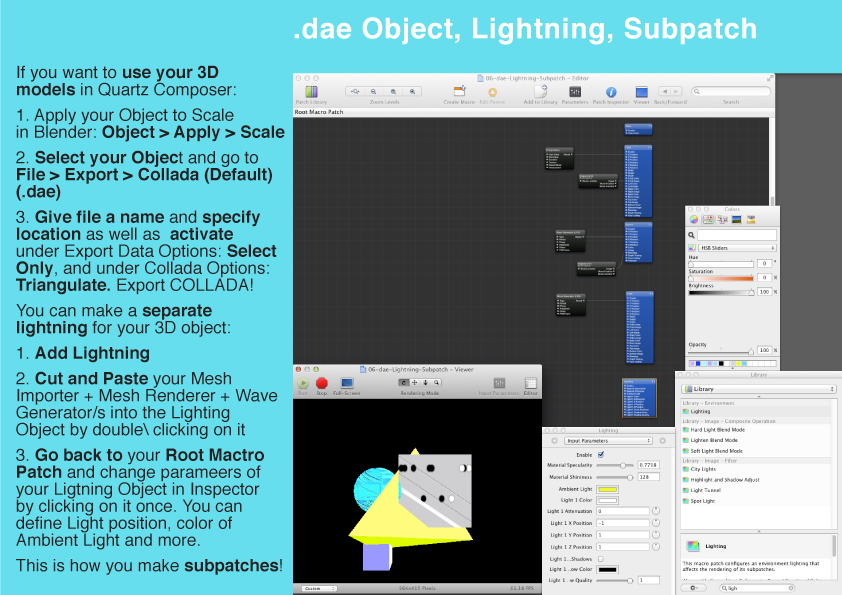 .dae Object, Lightning, Subpatch
If you want to use your 3D
models in Quartz Composer:
1. Apply your Object to Scale
in Blender: Object > Apply > Scale
2. Select your Object and go to
File > Export > Collada (Default)
(.dae)
3. Give file a name and specify
location as well as  activate
under Export Data Options: Select
Only, and under Collada Options:
Triangulate. Export COLLADA!
You can make a separate
lightning for your 3D object:
1. Add Lightning
2. Cut and Paste your Mesh
Importer + Mesh Renderer + Wave
Generator/s into the Lighting
Object by double\ clicking on it
3. Go back to your Root Mactro
Patch and change parameers of
your Ligtning Object in Inspector
by clicking on it once. You can
define Light position, color of
Ambient Light and more.
This is how you make subpatches!
06-dae-Lightning-Subpatch - Editor
Patch Library
Zoom Levels
Create Macro
Edit Parent
Add to Library
Parameters
Patch Inspector
Viewer
Back/Forward
Search
Root Macro Patch
Colors
HSB Sliders
Hue
0
Saturation
0 %
Brightness
100 %
Opacity
100 %
06-dae-Lightning-Subpatch - Viewer
Run
Stop
Full-Screen
Rendering Mode
Input Parameters
Editor
Custom
Lighting
Input Parameters
Enable
Material Specularity 0.7718
Material Shininess 128
Ambient Light
Light 1 Color
Light 1 Attenuation 0
Light 1 X Position -1
Light 1 Y Position 1
Light 1 Z Position 1
Light 1...Shadows
Light 1 ...ow Color
Light 1 ...w Quality 1
Library
Library
Library - Environment
Lighting
Library - Image - Composite Operation
Hard Light Blend Mode
Lighten Blend Mode
Soft Light Blend Mode
Library - Image - Filter
City Lights
Highlight and Shadow Adjust
Light Tunnel
Spot Light
Lighting
This macro patch configures an environment lighting that
affects the rendering of its subpatches.
ligh